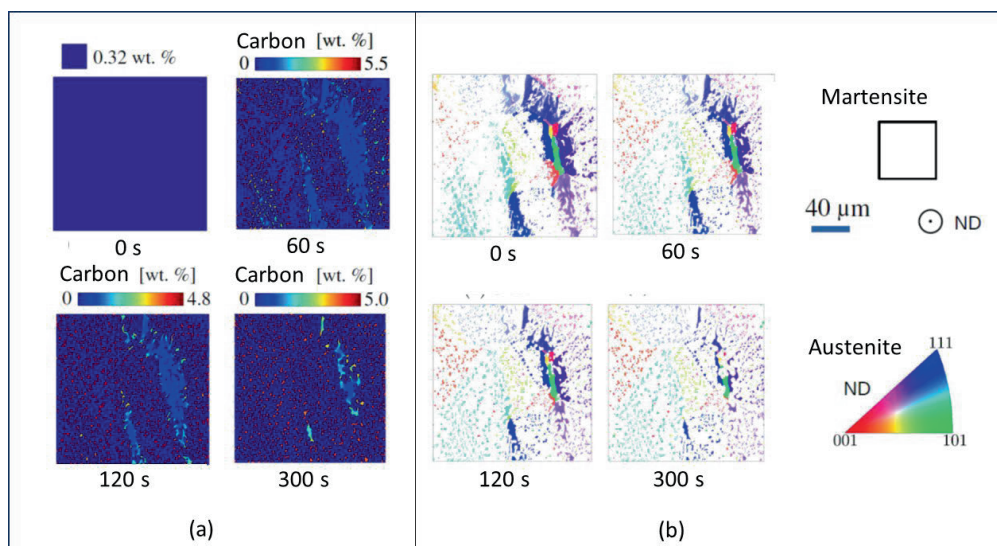 0.32 wt. %
0 s
Carbon [wt. %]
0 5.5
60 s
Carbon [wt. %]
0 4.8
120 s
Carbon [wt. %]
0 5.0
300 s
(a)
0 s
60 s
120 s
300 s
(b)
Martensite
40 µm
ND
Austenite
111
ND
001
101